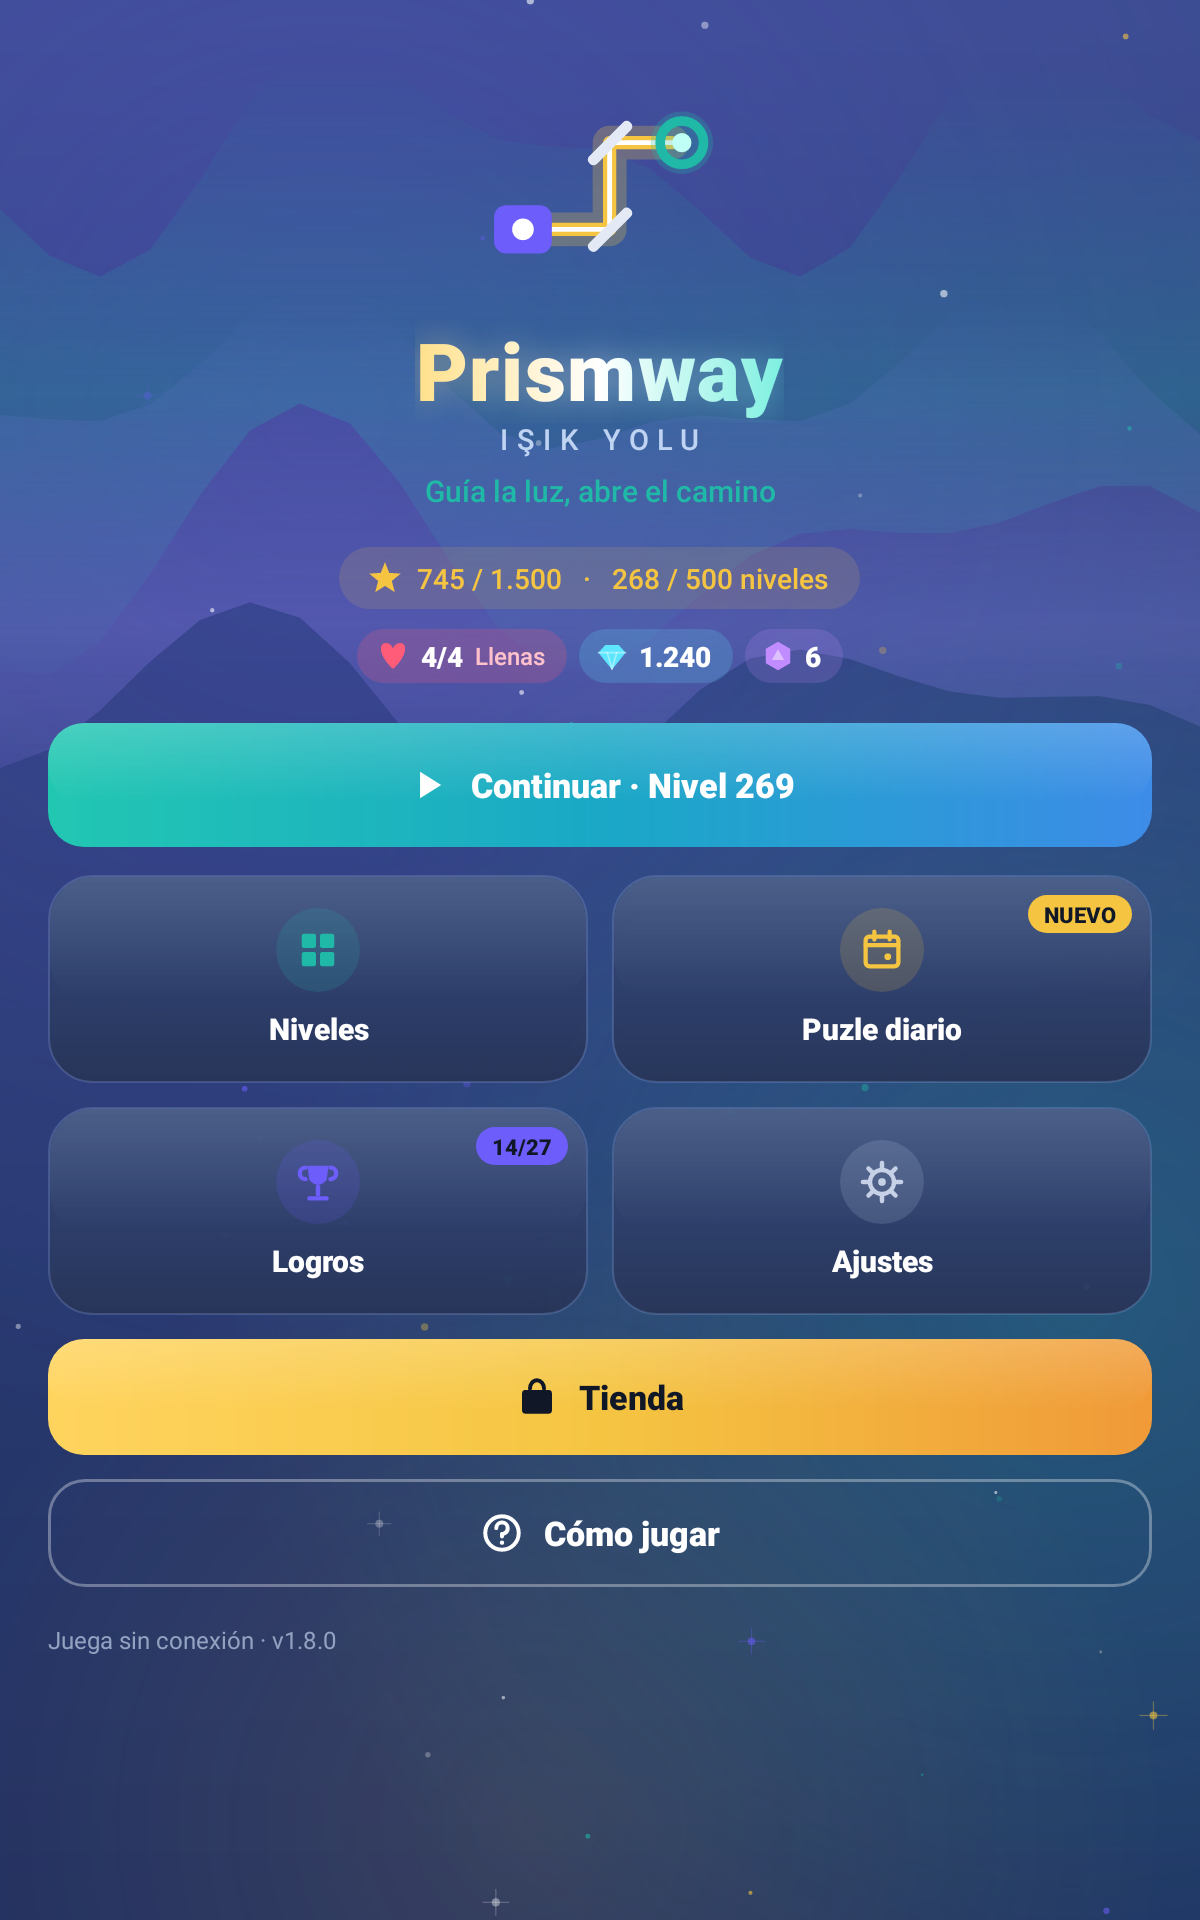 Prismway
IŞIK YOLU
Guía la luz, abre el camino
745 / 1.500 · 268 / 500 niveles
4/4 Llenas 1.240 6
Continuar · Nivel 269
Niveles
NUEVO
Puzle diario
14/27
Logros
Ajustes
Tienda
Cómo jugar
Juega sin conexión · v1.8.0